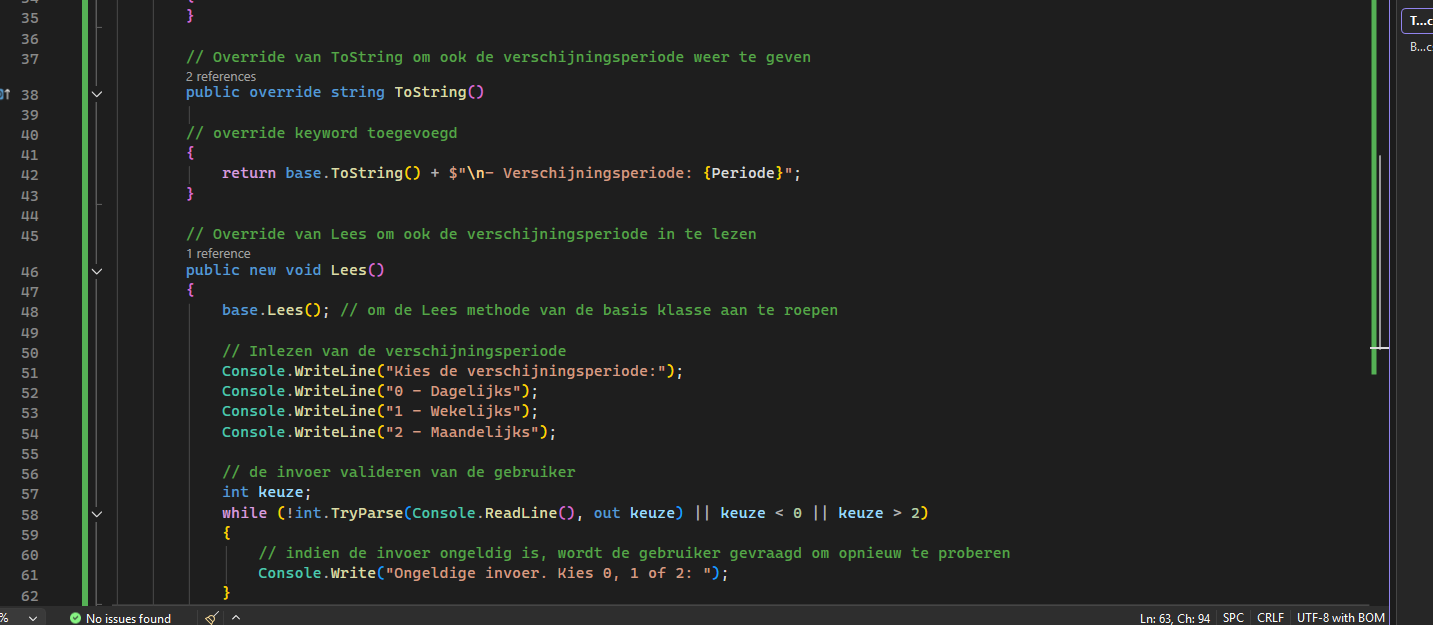 35 }
36
37 // Override van ToString om ook de verschijningsperiode weer te geven
2 references
38 public override string ToString()
39
40 // override keyword toegevoegd
41 {
42 return base.ToString() + $"\n- Verschijningsperiode: {Periode}";
43 }
44
45 // Override van Lees om ook de verschijningsperiode in te lezen
1 reference
46 public new void Lees()
47 {
48 base.Lees(); // om de Lees methode van de basis klasse aan te roepen
49
50 // Inlezen van de verschijningsperiode
51 Console.WriteLine("Kies de verschijningsperiode:");
52 Console.WriteLine("0 - Dagelijks");
53 Console.WriteLine("1 - Wekelijks");
54 Console.WriteLine("2 - Maandelijks");
55
56 // de invoer valideren van de gebruiker
57 int keuze;
58 while (!int.TryParse(Console.ReadLine(), out keuze) || keuze < 0 || keuze > 2)
59 {
60 // indien de invoer ongeldig is, wordt de gebruiker gevraagd om opnieuw te proberen
61 Console.Write("Ongeldige invoer. Kies 0, 1 of 2: ");
62 }
T...c
B...c
% No issues found Ln: 63, Ch: 94 SPC CRLF UTF-8 with BOM